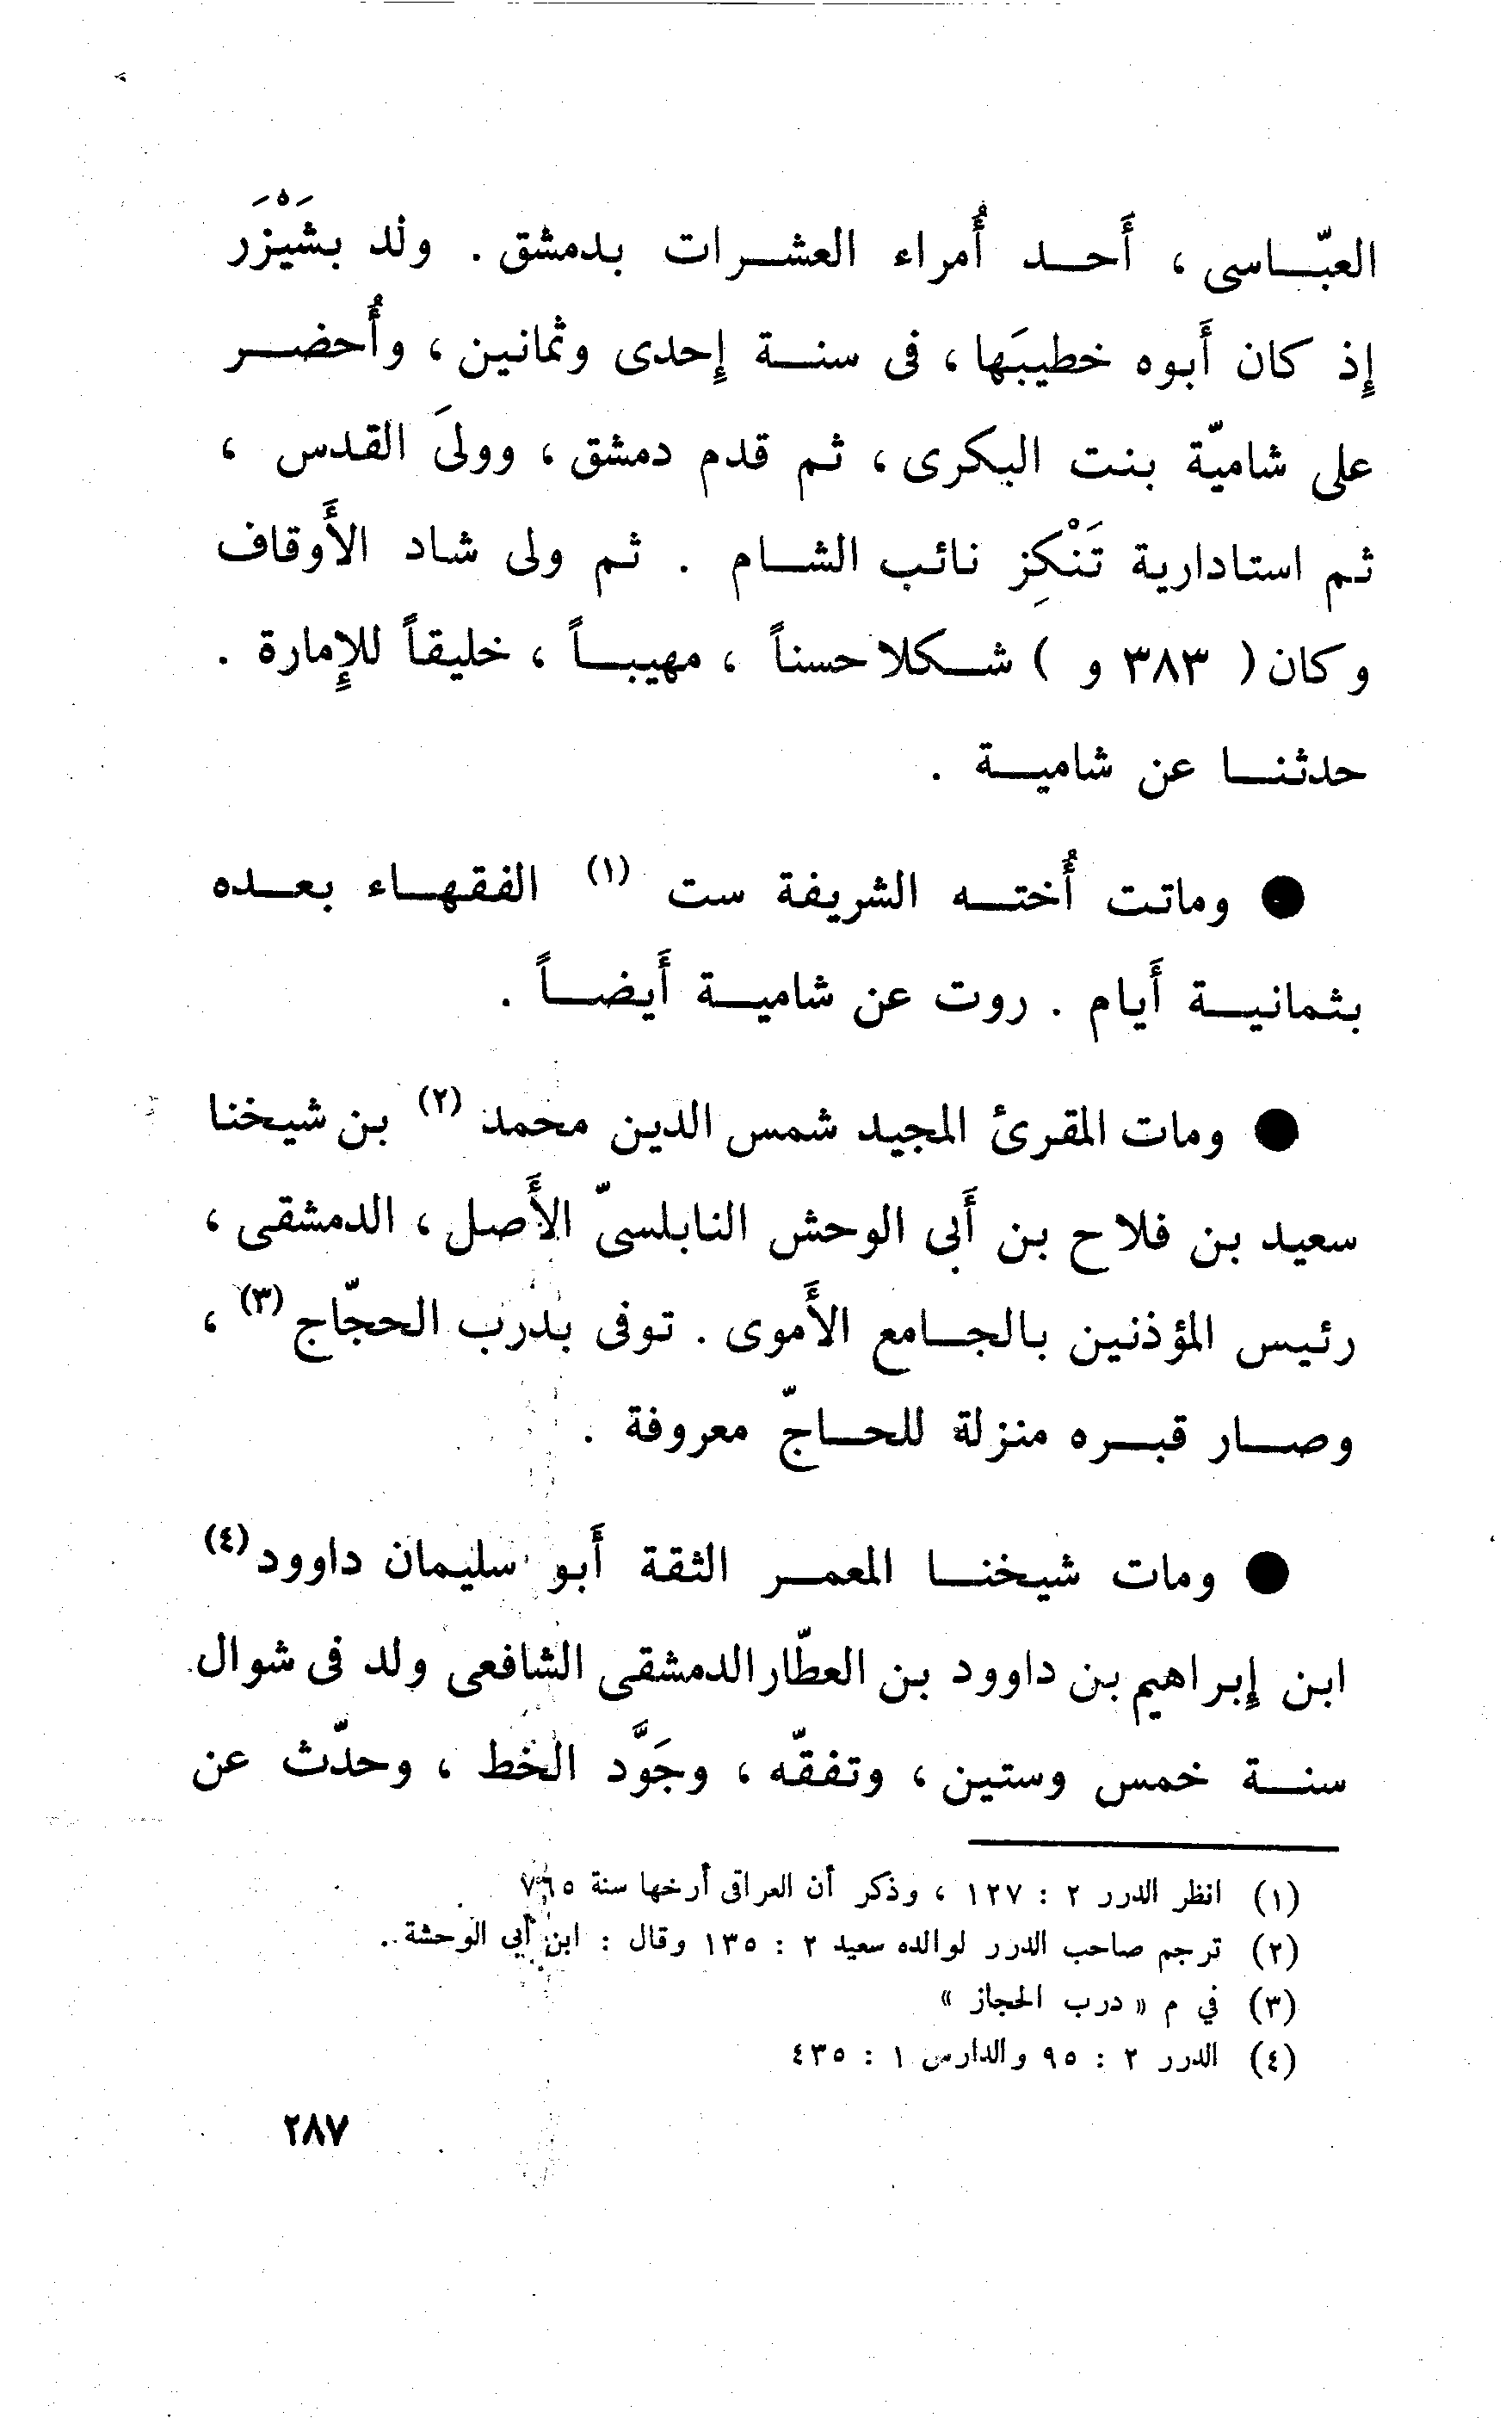 العبّاسى ، أَحد أُمراء العشرات بدمشق . ولد بشَيْزَر
إِذ كان أَبوه خطيبَها ، فى سنة إِحدى وثمانين ، وأُحضر
على شاميّة بنت البكرى ، ثم قدم دمشق ، وولىَ القدس ،
ثم استادارية تَنْكِز نائب الشام . ثم ولى شاد الأَوقاف
وكان ( ٣٨٣ و ) شكلا حسناً ، مهيباً ، خليقاً للإِمارة .
حدثنا عن شامية .
● وماتت أُخته الشريفة ست (١) الفقهاء بعده
بثمانية أَيام . روت عن شامية أَيضاً .
● ومات المقرئ المجيد شمس الدين محمد (٢) بن شيخنا
سعيد بن فلاح بن أَبى الوحش النابلسىّ الأَصل ، الدمشقى ،
رئيس المؤذنين بالجامع الأَموى . توفى بدرب الحجّاج (٣) ،
وصار قبره منزلة للحاجّ معروفة .
● ومات شيخنا المعمر الثقة أَبو سليمان داوود (٤)
ابن إِبراهيم بن داوود بن العطّار الدمشقى الشافعى ولد فى شوال
سنة خمس وستين ، وتفقّه ، وجَوَّد الخط ، وحدّث عن
(١) انظر الدرر ٢ : ١٢٧ ، وذكر أن العراقى أرخها سنة ٧٦٥
(٢) ترجم صاحب الدرر لوالده سعيد ٢ : ١٣٥ وقال : ابن أبي الوحشة .
(٣) في م « درب الحجاز »
(٤) الدرر ٢ : ٩٥ والدارس ١ : ٤٣٥
٢٨٧